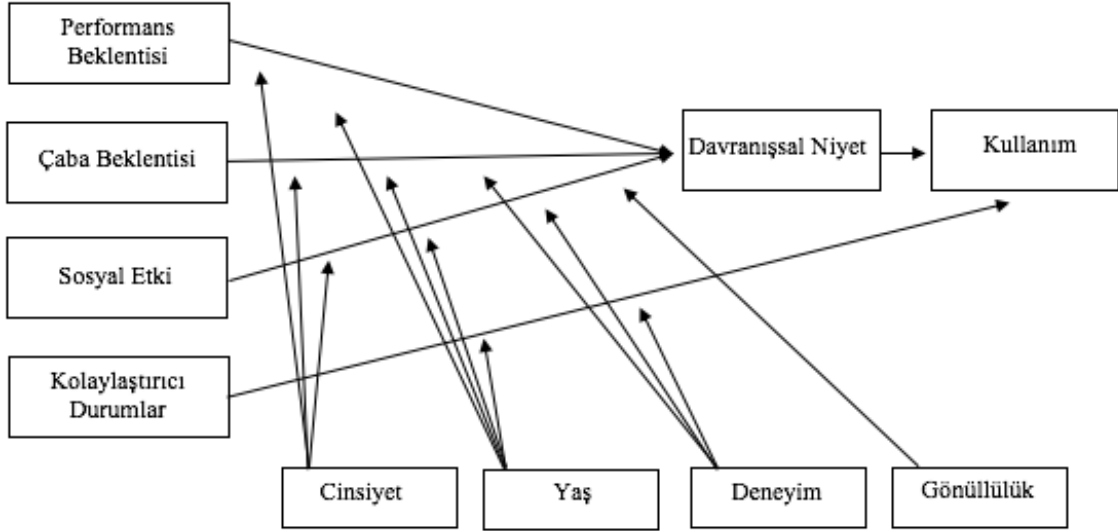 Performans
Beklentisi
Çaba Beklentisi
Davranışsal Niyet
Kullanım
Sosyal Etki
Kolaylaştırıcı
Durumlar
Cinsiyet
Yaş
Deneyim
Gönüllülük